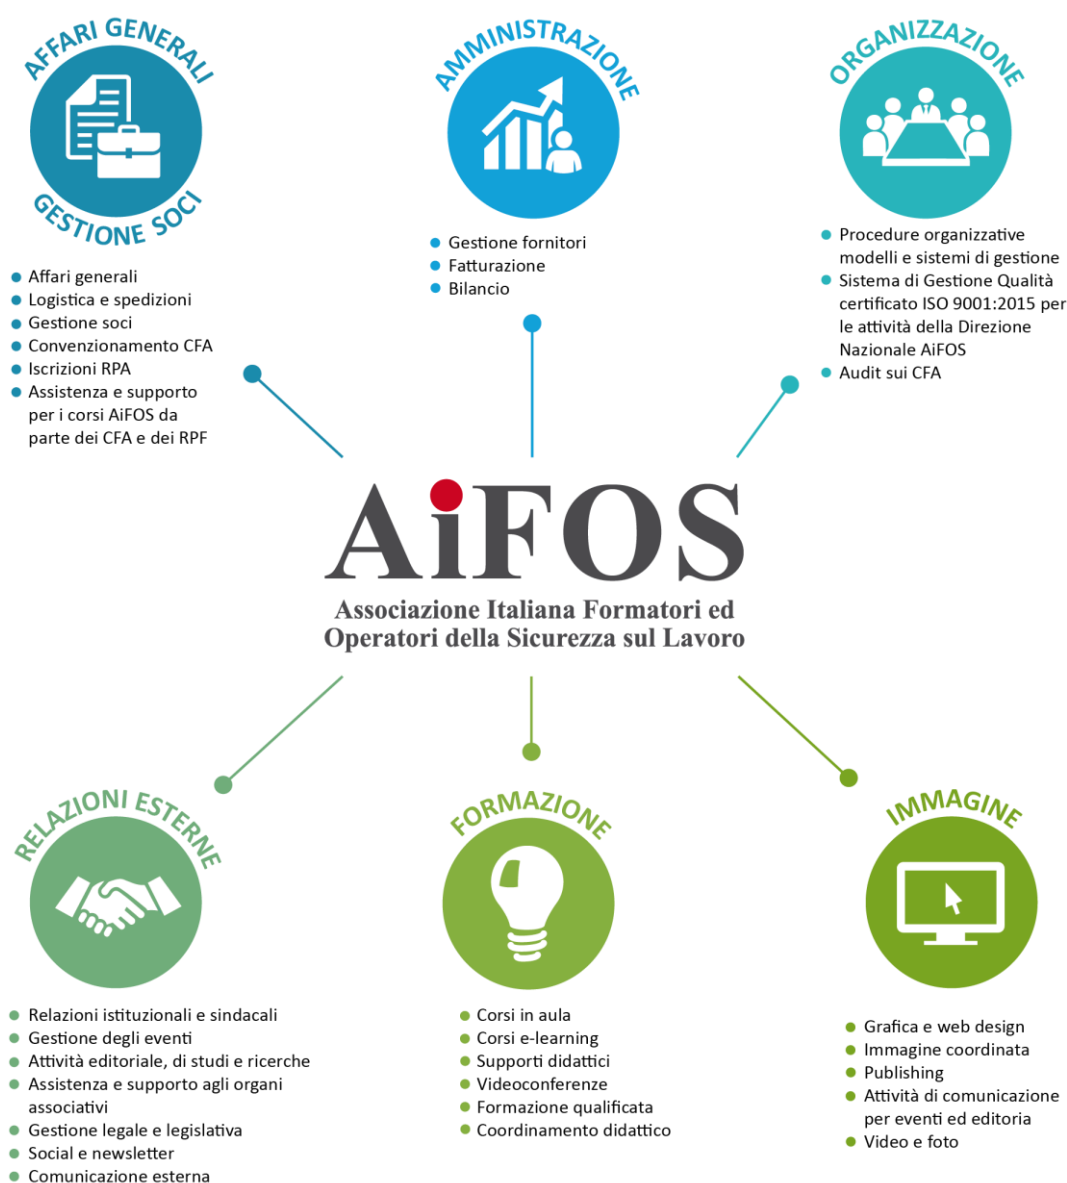 AFFARI GENERALI
GESTIONE SOCI
Affari generali
Logistica e spedizioni
Gestione soci
Convenzionamento CFA
Iscrizioni RPA
Assistenza e supporto
per i corsi AiFOS da
parte dei CFA e dei RPF
AMMINISTRAZIONE
Gestione fornitori
Fatturazione
Bilancio
ORGANIZZAZIONE
Procedure organizzative
modelli e sistemi di gestione
Sistema di Gestione Qualità
certificato ISO 9001:2015 per
le attività della Direzione
Nazionale AiFOS
Audit sui CFA
AiFOS
Associazione Italiana Formatori ed
Operatori della Sicurezza sul Lavoro
RELAZIONI ESTERNE
Relazioni istituzionali e sindacali
Gestione degli eventi
Attività editoriale, di studi e ricerche
Assistenza e supporto agli organi
associativi
Gestione legale e legislativa
Social e newsletter
Comunicazione esterna
FORMAZIONE
Corsi in aula
Corsi e-learning
Supporti didattici
Videoconferenze
Formazione qualificata
Coordinamento didattico
IMMAGINE
Grafica e web design
Immagine coordinata
Publishing
Attività di comunicazione
per eventi ed editoria
Video e foto